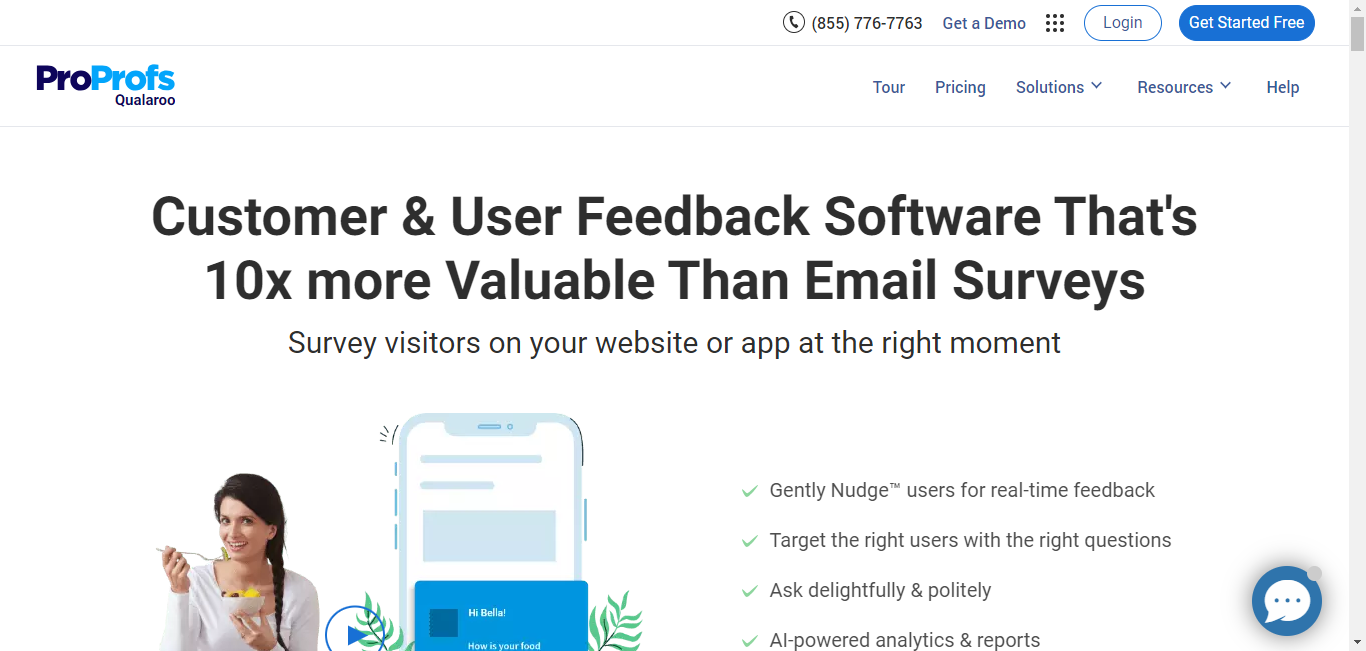 (855) 776-7763 Get a Demo Login Get Started Free
ProProfs
Qualaroo
Tour Pricing Solutions Resources Help
Customer & User Feedback Software That's
10x more Valuable Than Email Surveys
Survey visitors on your website or app at the right moment
Gently Nudge™ users for real-time feedback
Target the right users with the right questions
Ask delightfully & politely
AI-powered analytics & reports
Hi Bella!
How is your food